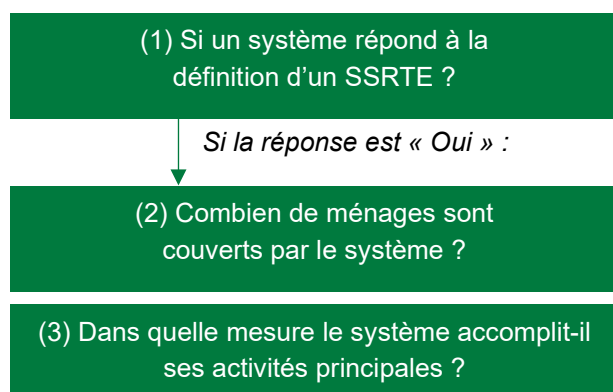 (1) Si un système répond à la
définition d’un SSRTE ?
Si la réponse est « Oui » :
(2) Combien de ménages sont
couverts par le système ?
(3) Dans quelle mesure le système accomplit-il
ses activités principales ?